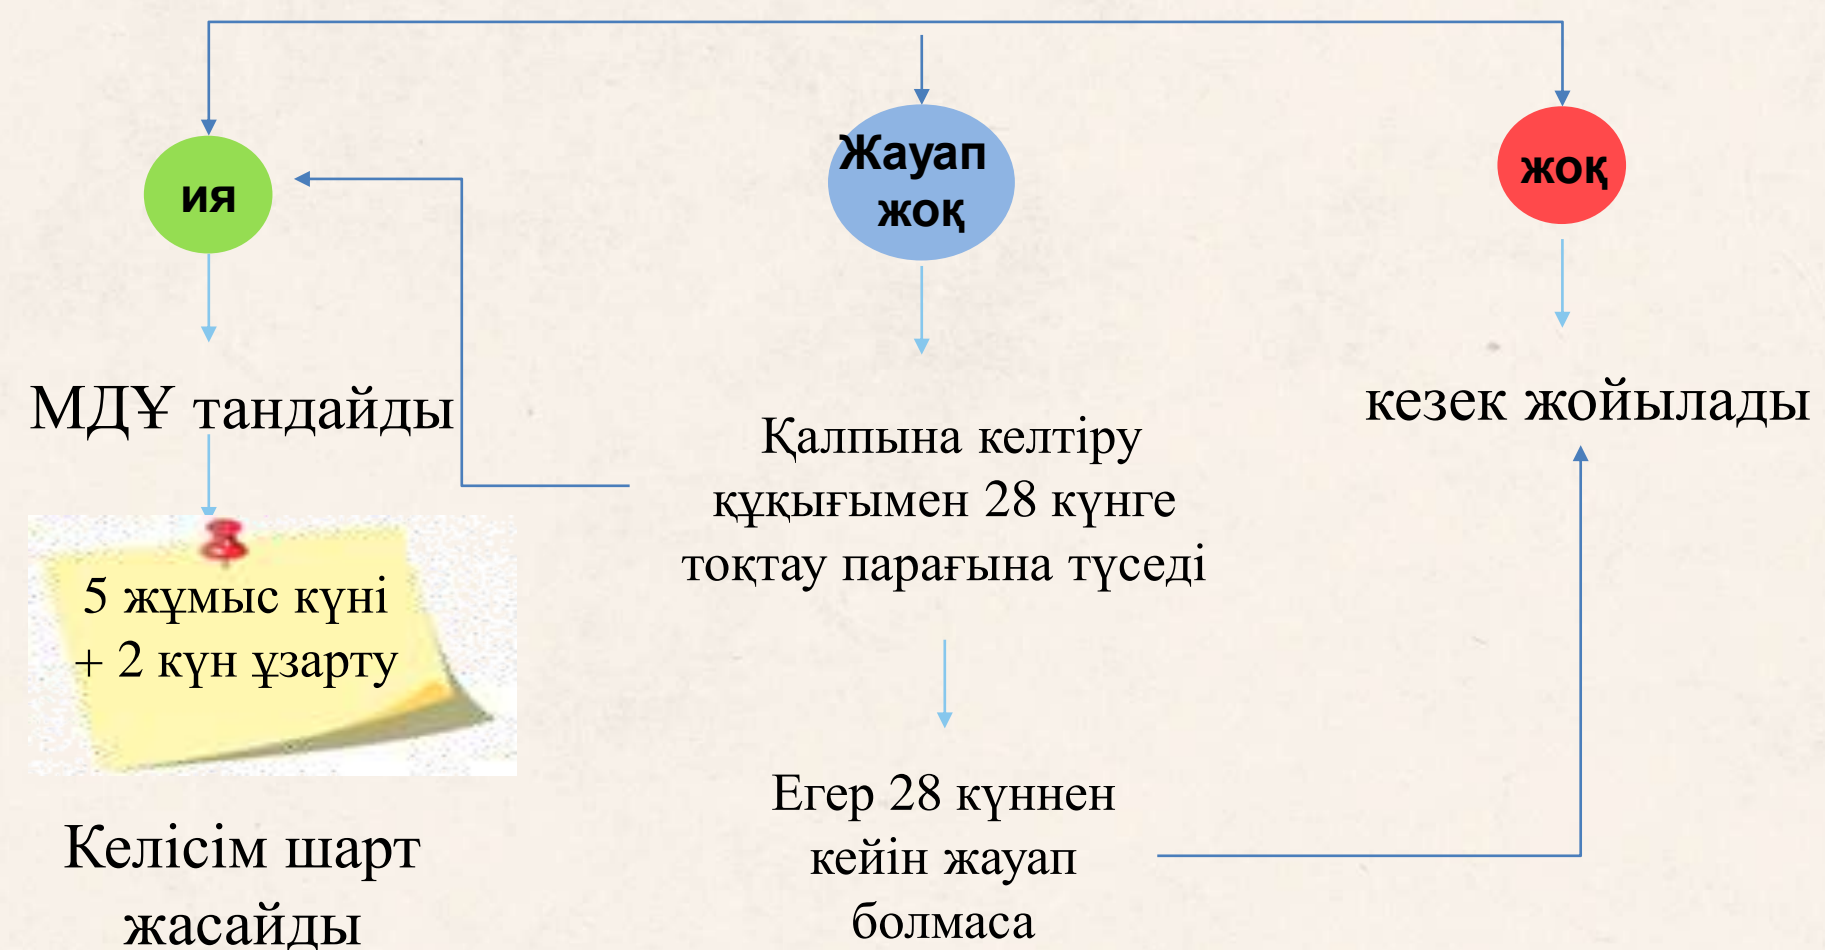 ия
Жауап
жоқ
жоқ
МДҰ тандайды
5 жұмыс күні
+ 2 күн ұзарту
Келісім шарт
жасайды
Қалпына келтіру
құқығымен 28 күнге
тоқтау парағына түседі
Егер 28 күннен
кейін жауап
болмаса
кезек жойылады